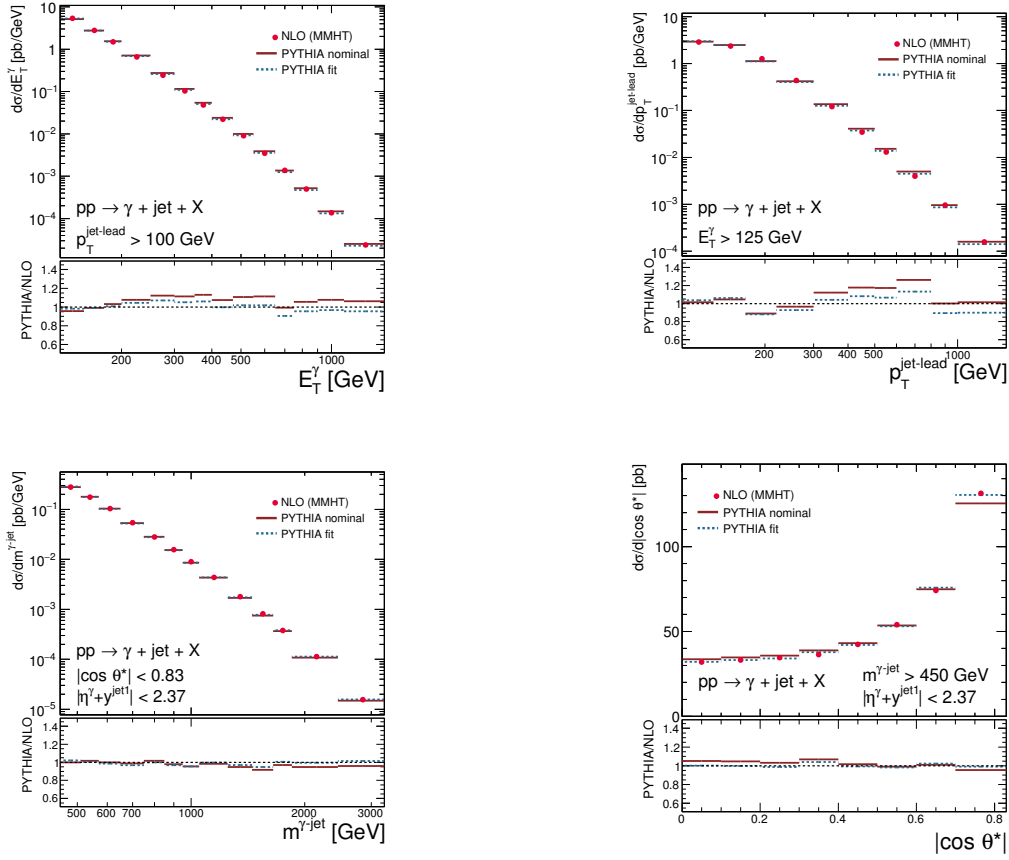 dσ/dE_T^γ [pb/GeV]
10
1
10⁻¹
10⁻²
10⁻³
10⁻⁴
NLO (MMHT)
PYTHIA nominal
PYTHIA fit
pp → γ + jet + X
p_T^jet-lead > 100 GeV
PYTHIA/NLO
1.4
1.2
1
0.8
0.6
200 300 400 500 1000
E_T^γ [GeV]
dσ/dp_T^jet-lead [pb/GeV]
10
1
10⁻¹
10⁻²
10⁻³
10⁻⁴
NLO (MMHT)
PYTHIA nominal
PYTHIA fit
pp → γ + jet + X
E_T^γ > 125 GeV
PYTHIA/NLO
1.4
1.2
1
0.8
0.6
200 300 400 500 1000
p_T^jet-lead [GeV]
dσ/dm^γ-jet [pb/GeV]
10⁻¹
10⁻²
10⁻³
10⁻⁴
10⁻⁵
NLO (MMHT)
PYTHIA nominal
PYTHIA fit
pp → γ + jet + X
|cos θ*| < 0.83
|η^γ+y^jet1| < 2.37
PYTHIA/NLO
1.4
1.2
1
0.8
0.6
500 600 700 1000 2000 3000
m^γ-jet [GeV]
dσ/d|cos θ*| [pb]
100
50
0
NLO (MMHT)
PYTHIA nominal
PYTHIA fit
pp → γ + jet + X
m^γ-jet > 450 GeV
|η^γ+y^jet1| < 2.37
PYTHIA/NLO
1.4
1.2
1
0.8
0.6
0 0.2 0.4 0.6 0.8
|cos θ*|